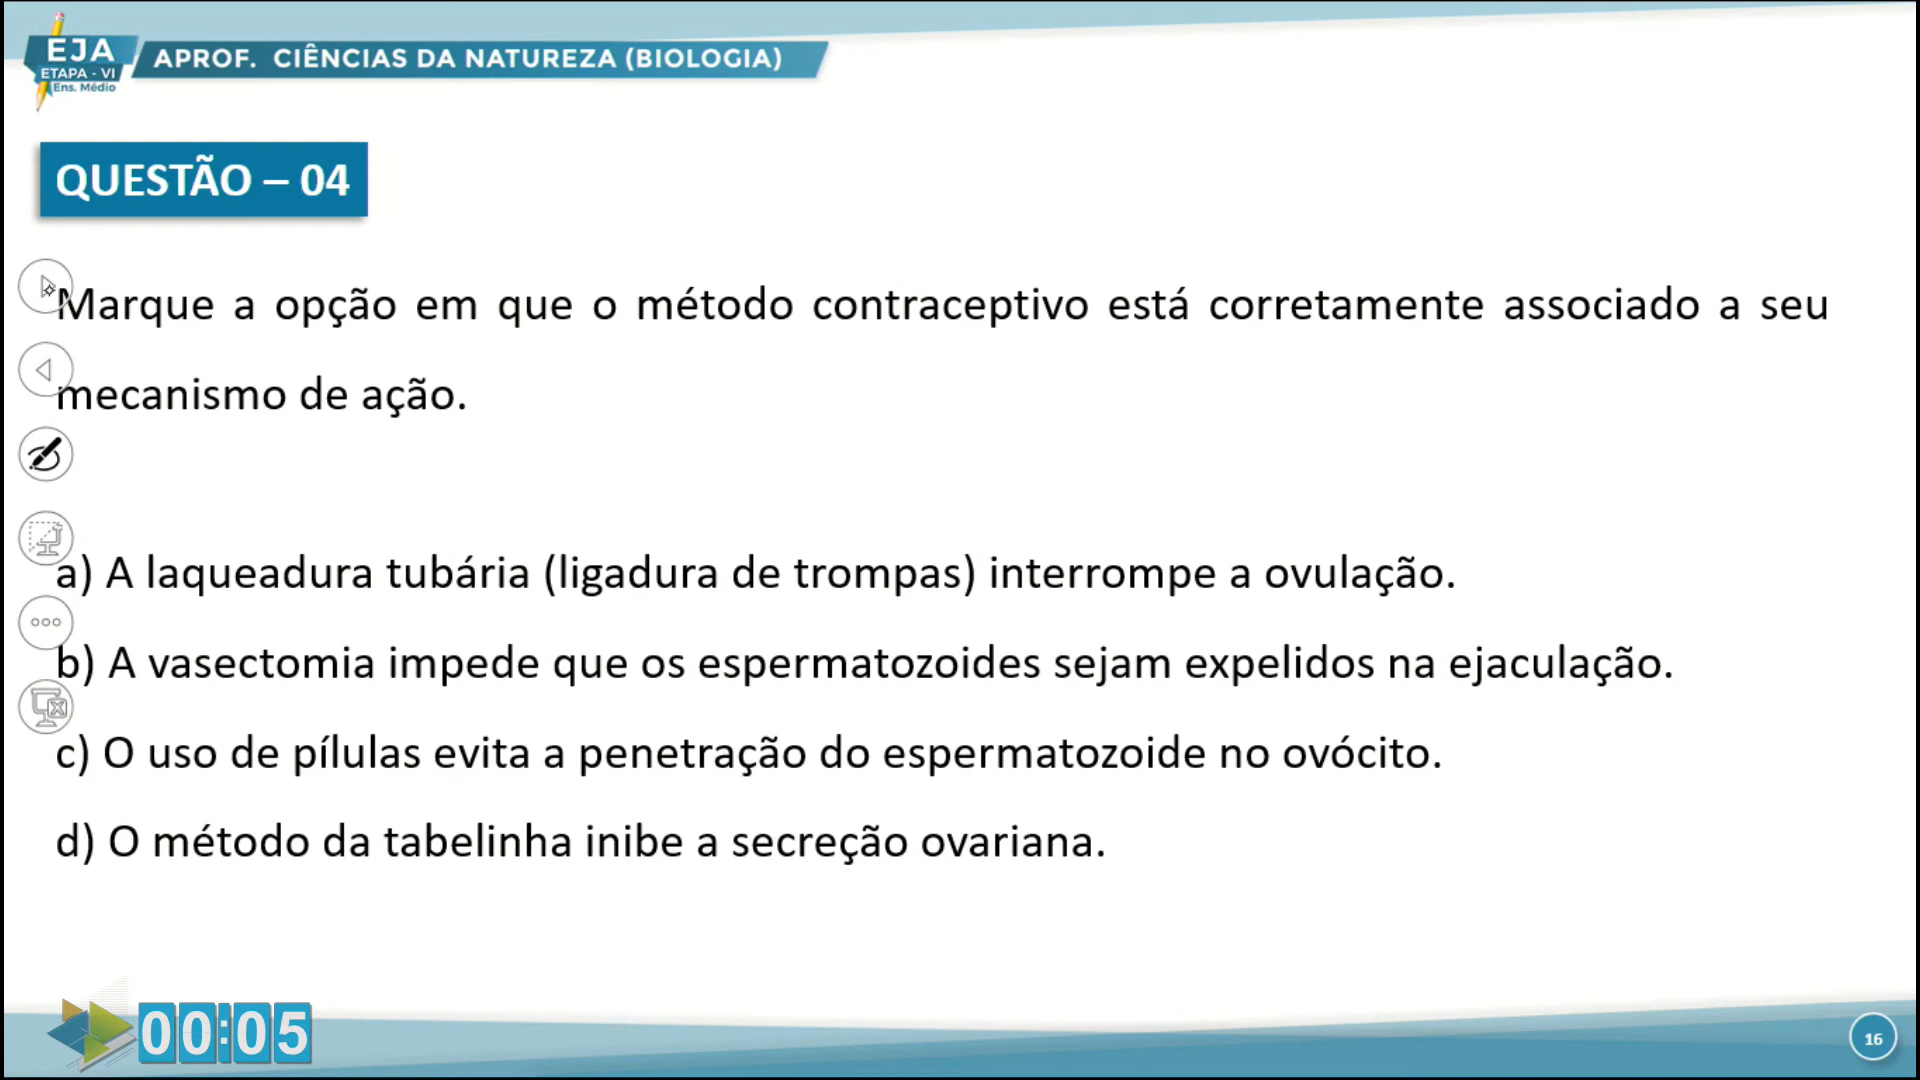 EJA
ETAPA - VI
Ens. Médio
APROF. CIÊNCIAS DA NATUREZA (BIOLOGIA)
QUESTÃO – 04
Marque a opção em que o método contraceptivo está corretamente associado a seu
mecanismo de ação.
a) A laqueadura tubária (ligadura de trompas) interrompe a ovulação.
b) A vasectomia impede que os espermatozoides sejam expelidos na ejaculação.
c) O uso de pílulas evita a penetração do espermatozoide no ovócito.
d) O método da tabelinha inibe a secreção ovariana.
00:05
16